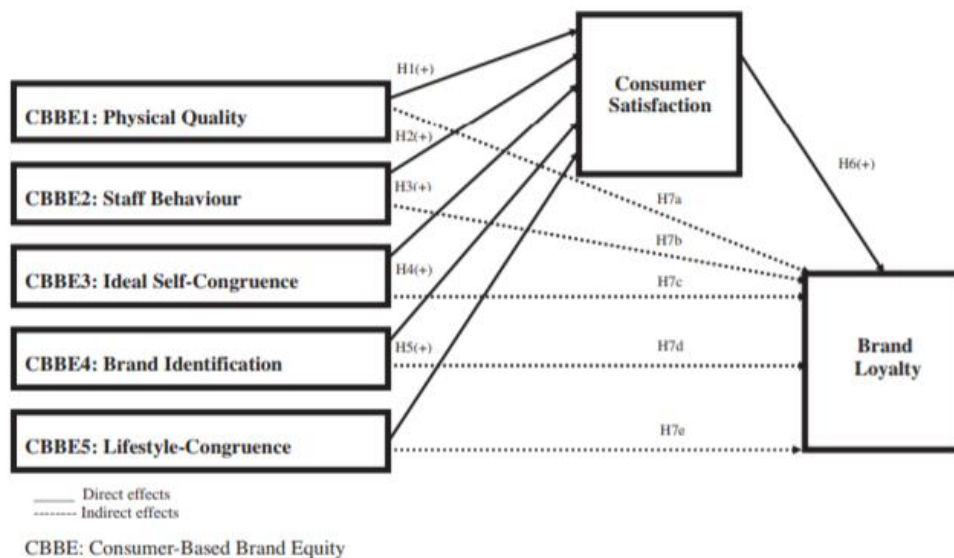 H1(+)
Consumer
Satisfaction
CBBE1: Physical Quality
H2(+)
H6(+)
H3(+)
CBBE2: Staff Behaviour
H7a
H7b
CBBE3: Ideal Self-Congruence
H4(+)
H7c
H5(+)
H7d
CBBE4: Brand Identification
Brand
Loyalty
CBBE5: Lifestyle-Congruence
H7e
Direct effects
Indirect effects
CBBE: Consumer-Based Brand Equity